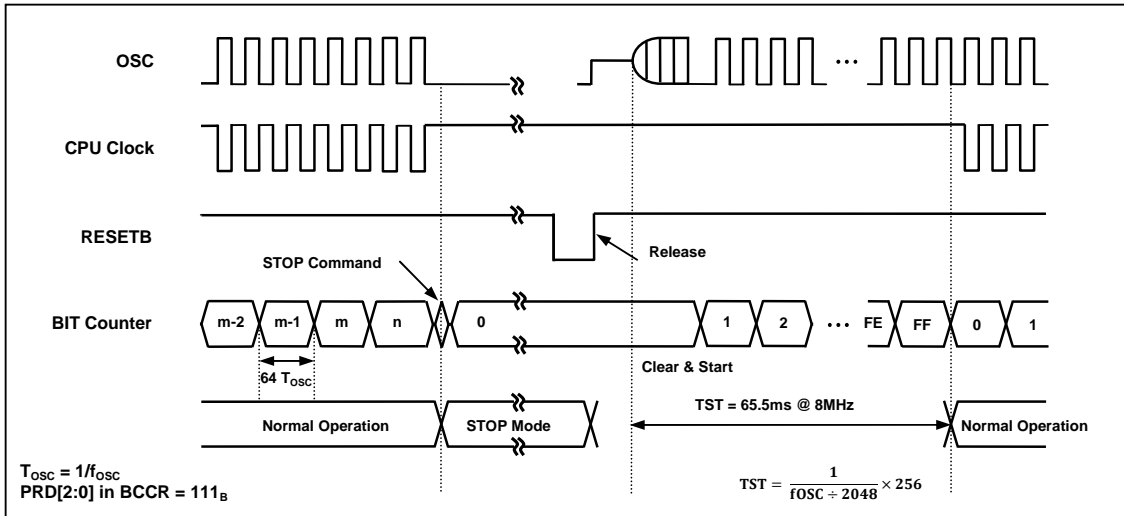 OSC
CPU Clock
RESETB
Release
STOP Command
BIT Counter
m-2 m-1 m n 0 1 2 ··· FE FF 0 1
64 TOSC
Clear & Start
TST = 65.5ms @ 8MHz
Normal Operation STOP Mode Normal Operation
TOSC = 1/fOSC
PRD[2:0] in BCCR = 111B
TST = 1 / (fOSC ÷ 2048) × 256